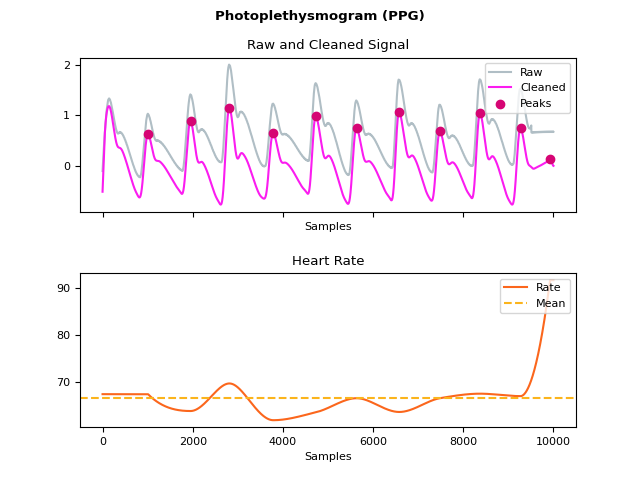 Photoplethysmogram (PPG)
Raw and Cleaned Signal
2
1
0
Raw
Cleaned
Peaks
Samples
Heart Rate
90
80
70
Rate
Mean
0 2000 4000 6000 8000 10000
Samples